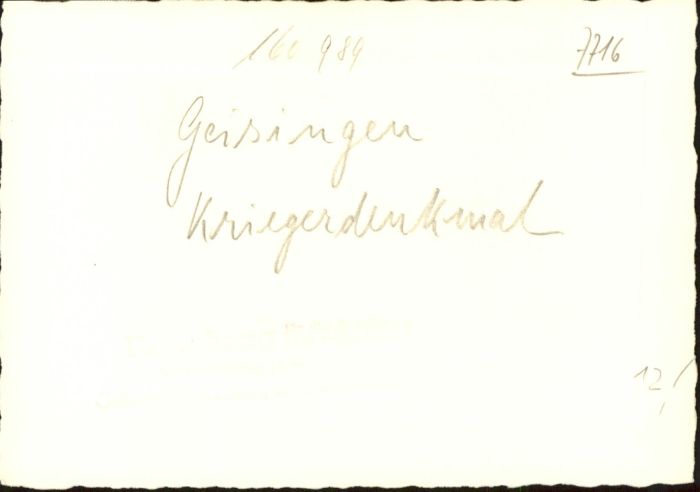 160 984
7716
Geisingen
Kriegerdenkmal
12/